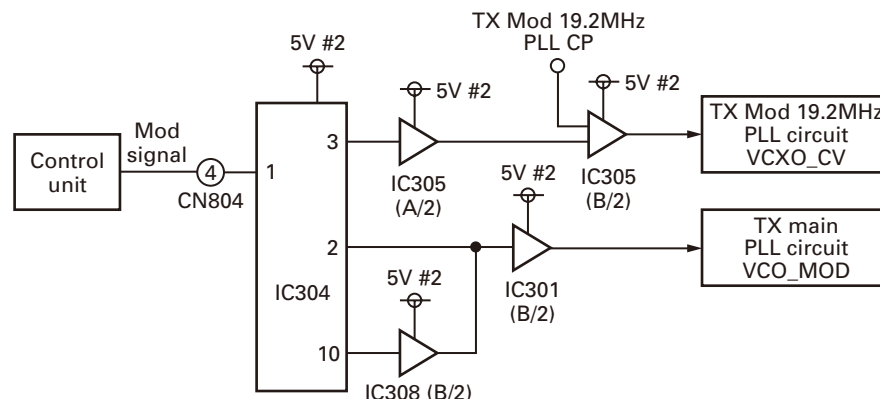 TX Mod 19.2MHz
PLL CP
5V #2
5V #2
5V #2
Control
unit
Mod
signal
4
CN804
1
3
2
10
IC304
IC305
(A/2)
IC305
(B/2)
5V #2
IC301
(B/2)
5V #2
IC308 (B/2)
TX Mod 19.2MHz
PLL circuit
VCXO_CV
TX main
PLL circuit
VCO_MOD